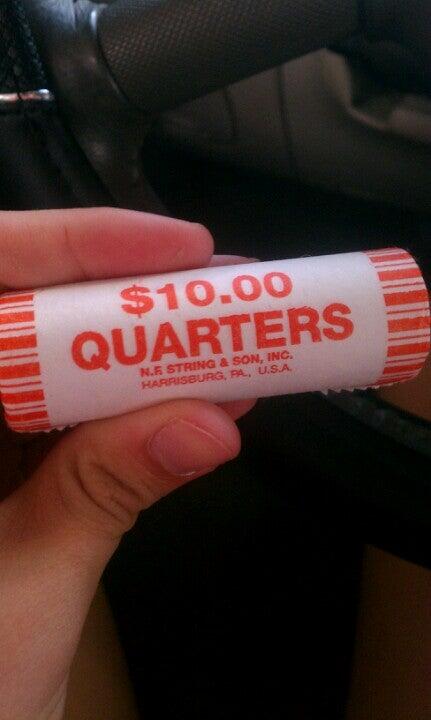 $10.00
QUARTERS
N.F. STRING & SON, INC.
HARRISBURG, PA., U.S.A.